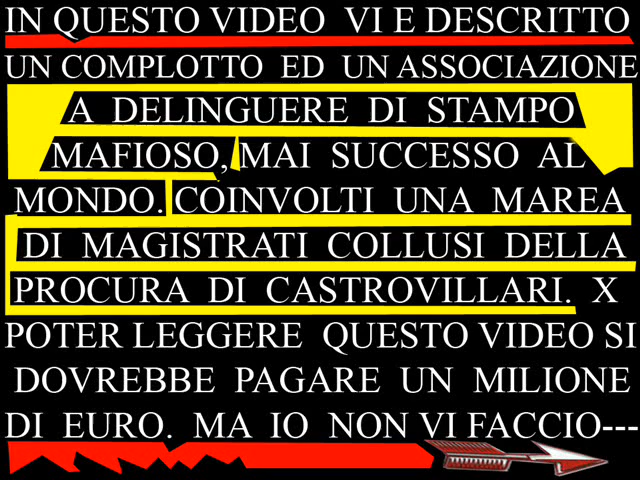 IN QUESTO VIDEO VI E DESCRITTO
UN COMPLOTTO ED UN ASSOCIAZIONE
A DELINGUERE DI STAMPO
MAFIOSO, MAI SUCCESSO AL
MONDO. COINVOLTI UNA MAREA
DI MAGISTRATI COLLUSI DELLA
PROCURA DI CASTROVILLARI. X
POTER LEGGERE QUESTO VIDEO SI
DOVREBBE PAGARE UN MILIONE
DI EURO. MA IO NON VI FACCIO---